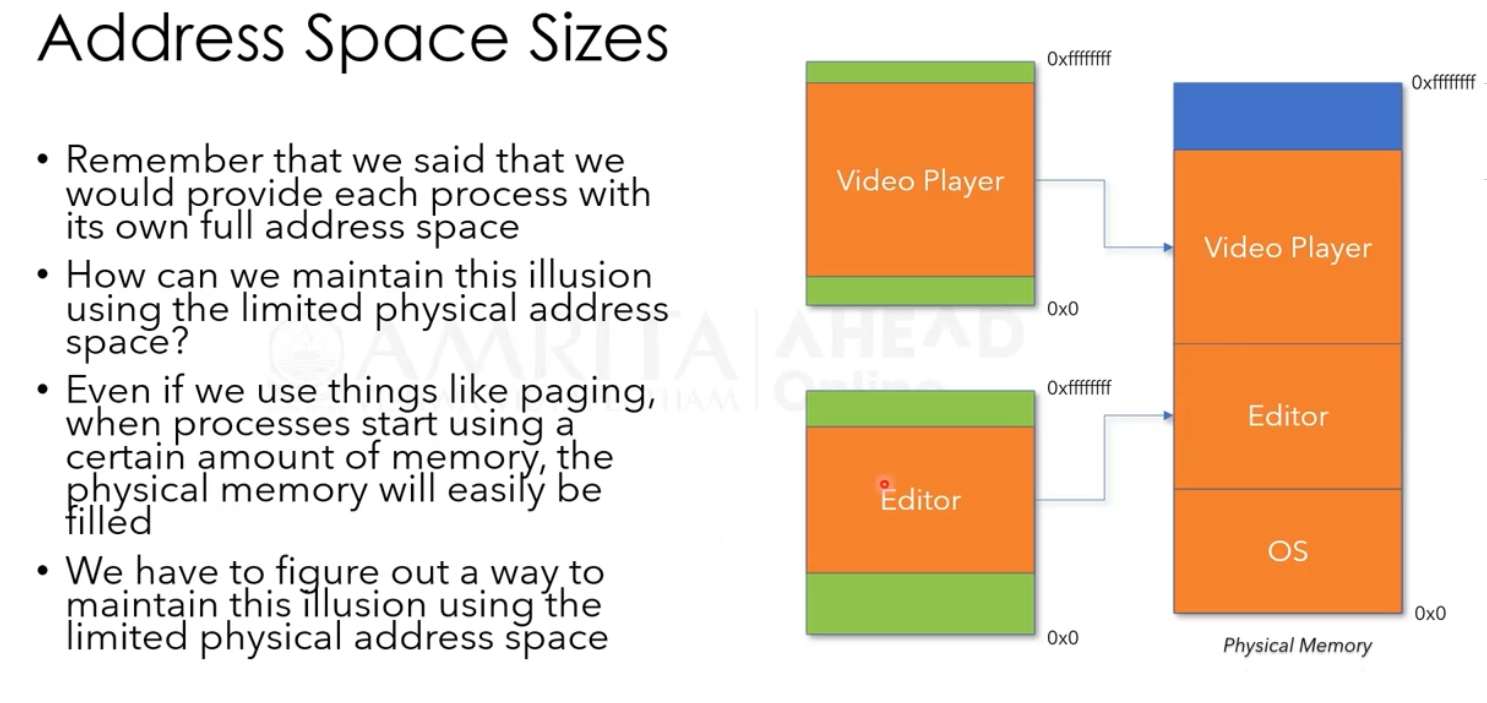 Address Space Sizes
• Remember that we said that we
would provide each process with
its own full address space
• How can we maintain this illusion
using the limited physical address
space?
• Even if we use things like paging,
when processes start using a
certain amount of memory, the
physical memory will easily be
filled
• We have to figure out a way to
maintain this illusion using the
limited physical address space
0xffffffff
Video Player
0x0
0xffffffff
Editor
0x0
0xffffffff
Video Player
Editor
OS
0x0
Physical Memory
AMRITA
AHEAD
Online